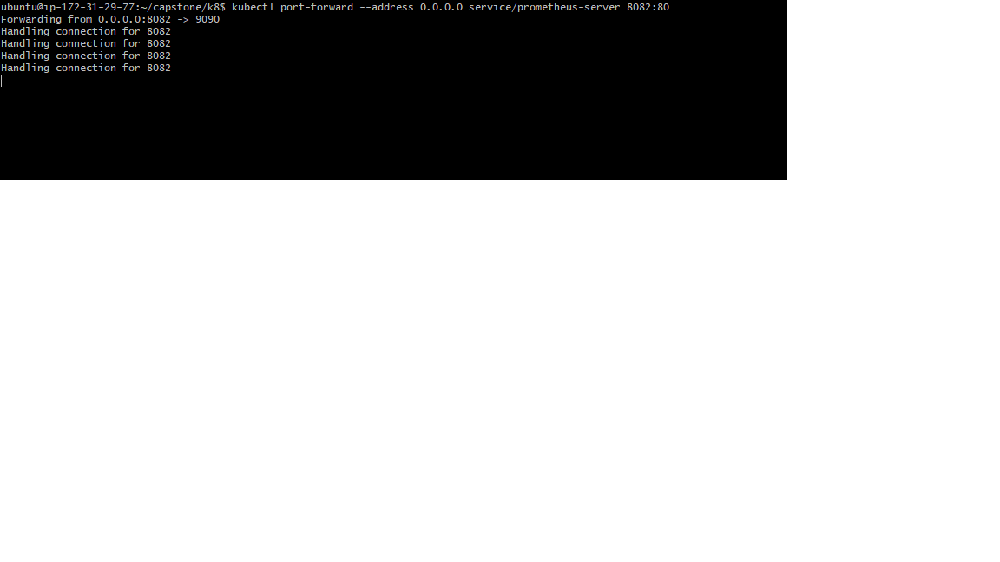 ubuntu@ip-172-31-29-77:~/capstone/k8$ kubectl port-forward --address 0.0.0.0 service/prometheus-server 8082:80
Forwarding from 0.0.0.0:8082 -> 9090
Handling connection for 8082
Handling connection for 8082
Handling connection for 8082
Handling connection for 8082